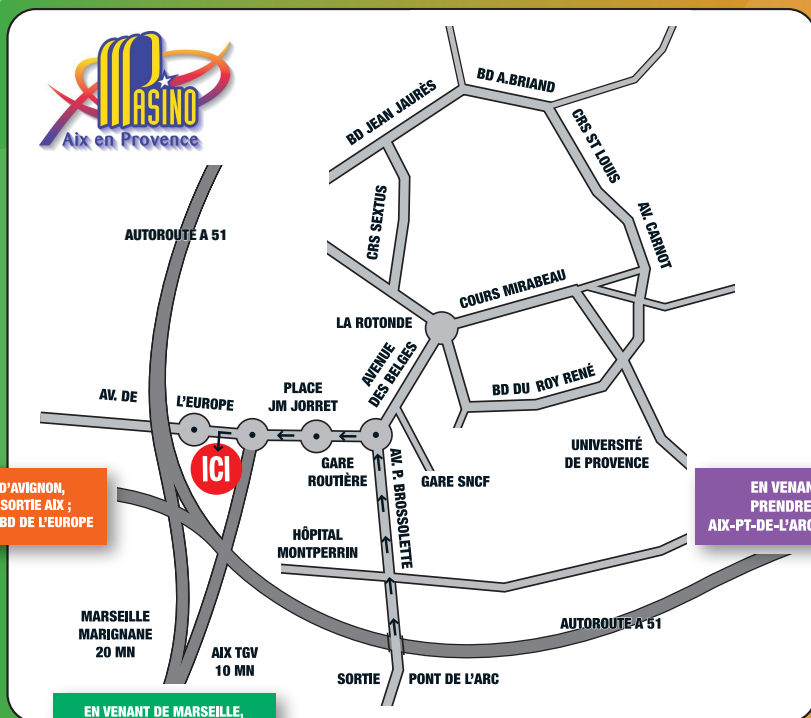 PASINO
Aix en Provence
BD A.BRIAND
BD JEAN JAURÈS
CRS ST LOUIS
CRS SEXTUS
AV. CARNOT
AUTOROUTE A 51
COURS MIRABEAU
LA ROTONDE
AVENUE
DES BELGES
BD DU ROY RENÉ
AV. DE
L'EUROPE
PLACE
JM JORRET
ICI
GARE
ROUTIÈRE
AV. P. BROSSOLETTE
GARE SNCF
UNIVERSITÉ
DE PROVENCE
D'AVIGNON,
SORTIE AIX ;
BD DE L'EUROPE
EN VENAN
PRENDRE
AIX-PT-DE-L'ARC
HÔPITAL
MONTPERRIN
MARSEILLE
MARIGNANE
20 MN
AIX TGV
10 MN
AUTOROUTE A 51
SORTIE
PONT DE L'ARC
EN VENANT DE MARSEILLE,